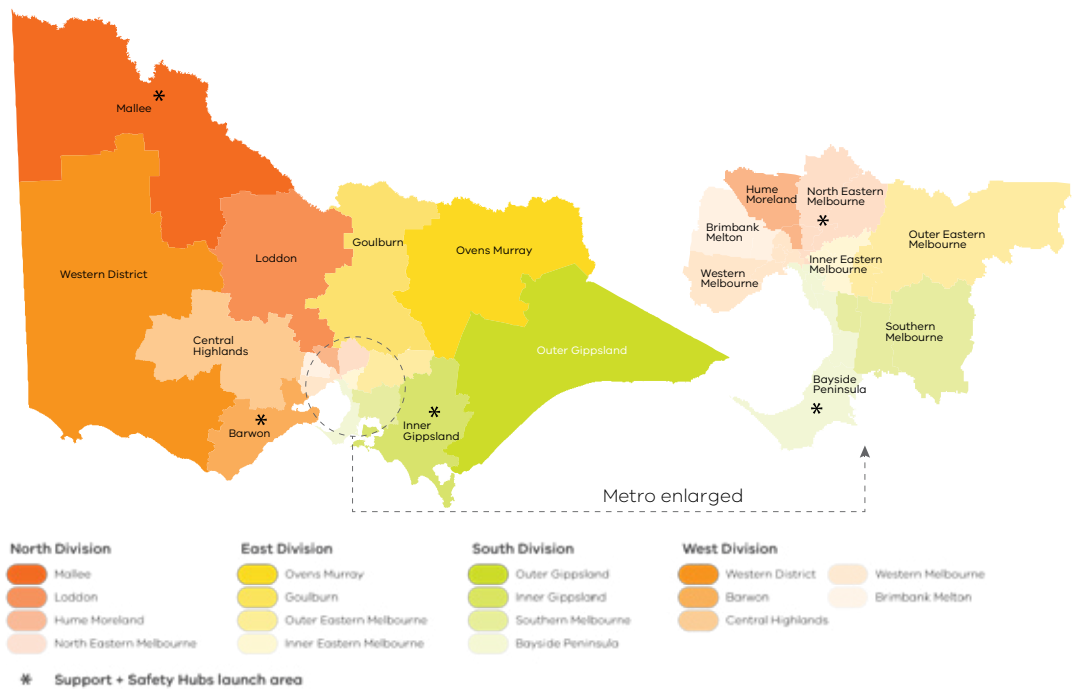 Mallee *
Western District
Loddon
Goulburn
Ovens Murray
Central
Highlands
Outer Gippsland
*
Barwon
*
Inner
Gippsland
Hume
Moreland
North Eastern
Melbourne
*
Brimbank
Melton
Outer Eastern
Melbourne
Inner Eastern
Melbourne
Western
Melbourne
Southern
Melbourne
Bayside
Peninsula
*
Metro enlarged
North Division
Mallee
Loddon
Hume Moreland
North Eastern Melbourne
East Division
Ovens Murray
Goulburn
Outer Eastern Melbourne
Inner Eastern Melbourne
South Division
Outer Gippsland
Inner Gippsland
Southern Melbourne
Bayside Peninsula
West Division
Western District
Barwon
Central Highlands
Western Melbourne
Brimbank Melton
* Support + Safety Hubs launch area